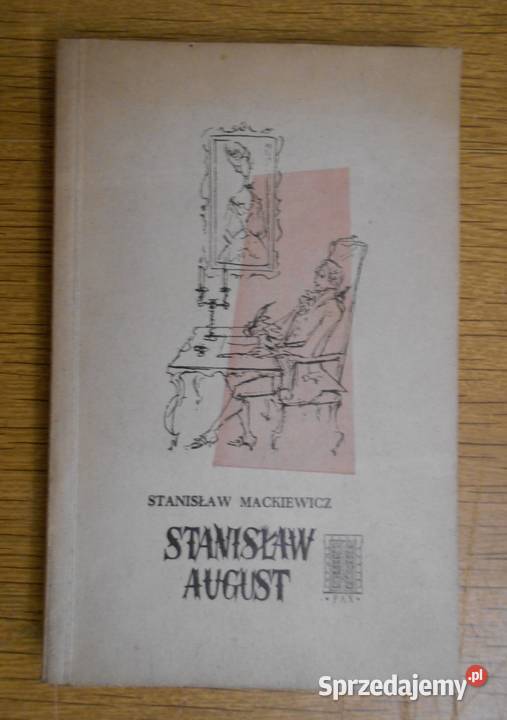 STANISŁAW MACKIEWICZ
STANISŁAW
AUGUST
• PAX •
Sprzedajemy.pl